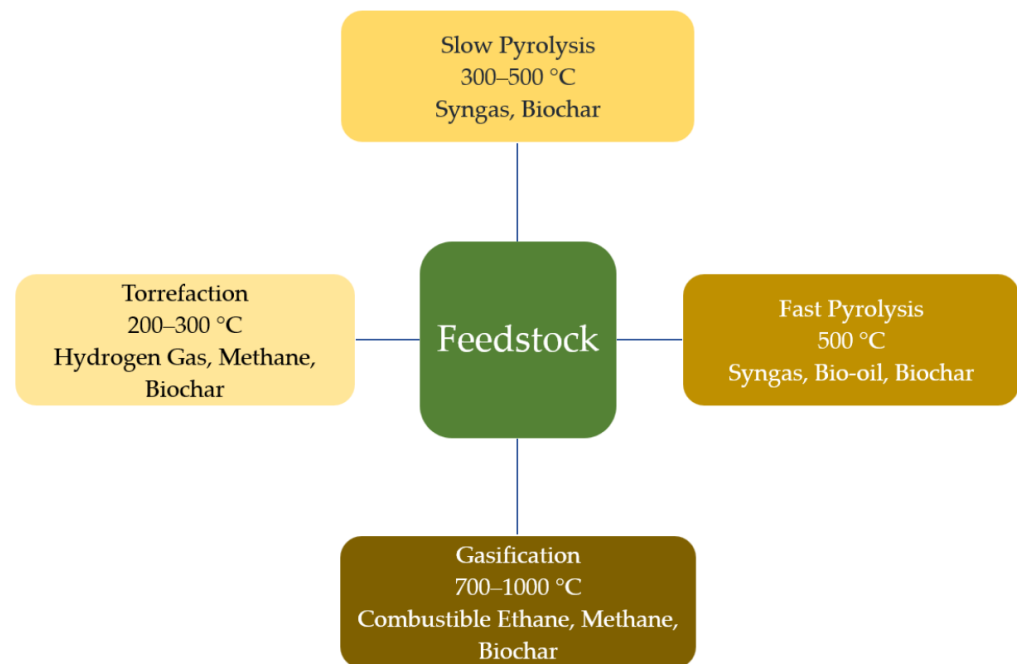 Slow Pyrolysis
300–500 °C
Syngas, Biochar
Torrefaction
200–300 °C
Hydrogen Gas, Methane,
Biochar
Feedstock
Fast Pyrolysis
500 °C
Syngas, Bio-oil, Biochar
Gasification
700–1000 °C
Combustible Ethane, Methane,
Biochar